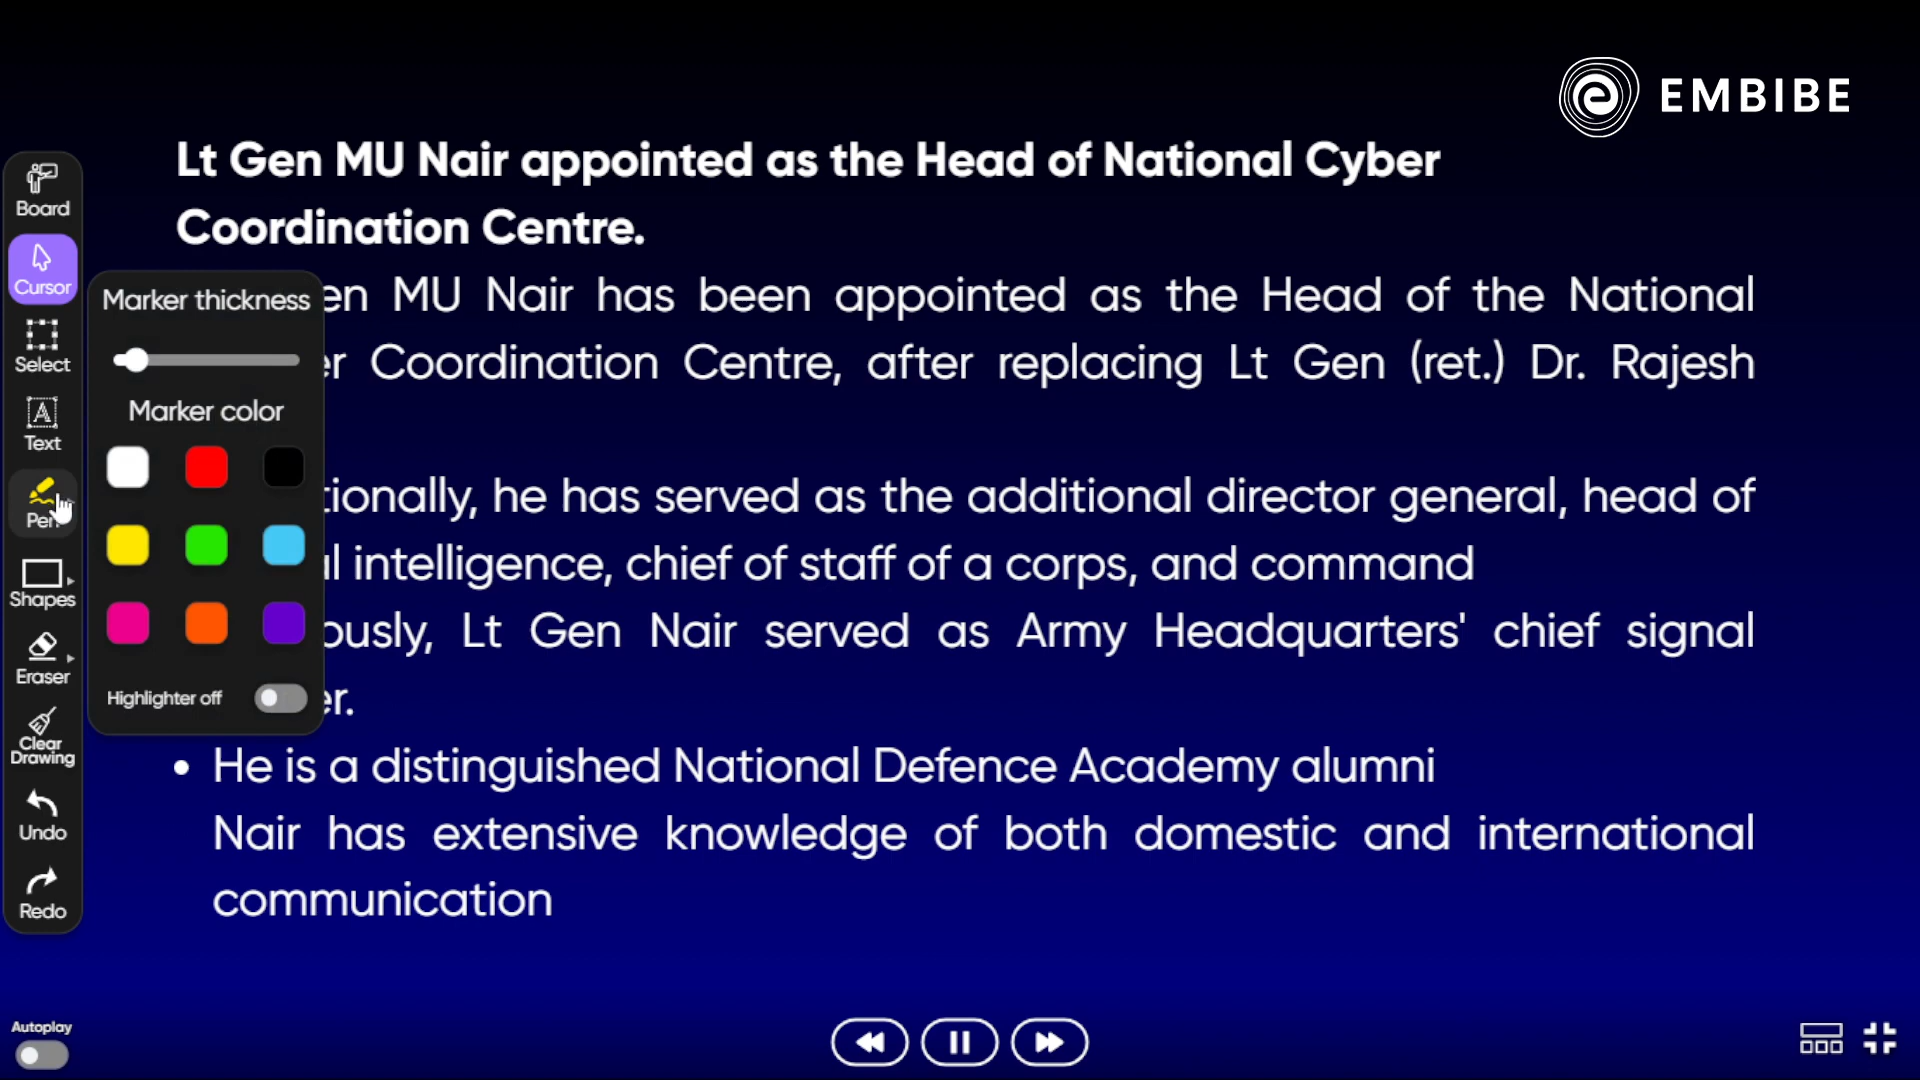 EMBIBE
Lt Gen MU Nair appointed as the Head of National Cyber
Coordination Centre.
MU Nair has been appointed as the Head of the National
Coordination Centre, after replacing Lt Gen (ret.) Dr. Rajesh
he has served as the additional director general, head of
intelligence, chief of staff of a corps, and command
Lt Gen Nair served as Army Headquarters' chief signal
• He is a distinguished National Defence Academy alumni
Nair has extensive knowledge of both domestic and international
communication
Board
Cursor
Select
Text
Pen
Shapes
Eraser
Clear
Drawing
Undo
Redo
Marker thickness
Marker color
Highlighter off
Autoplay